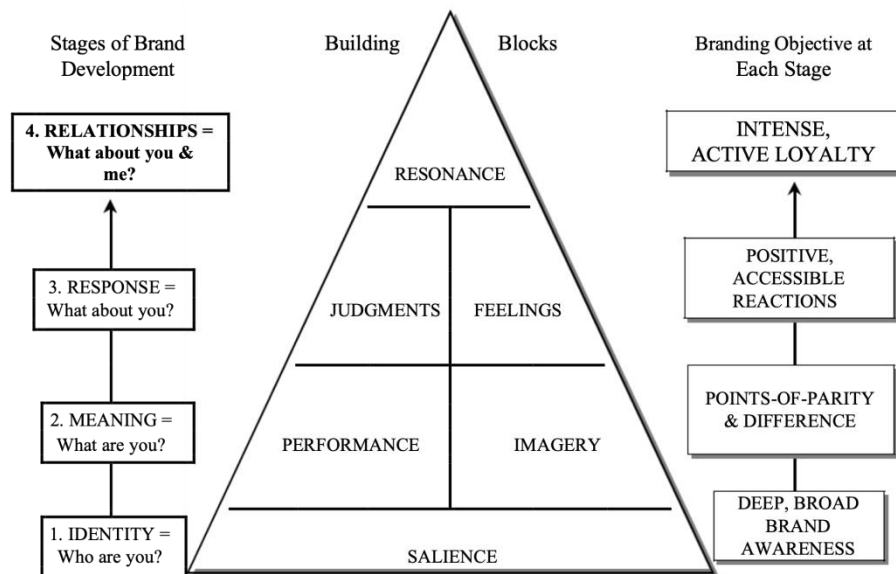 Stages of Brand
Development
Building Blocks
Branding Objective at
Each Stage
4. RELATIONSHIPS =
What about you &
me?
3. RESPONSE =
What about you?
2. MEANING =
What are you?
1. IDENTITY =
Who are you?
RESONANCE
JUDGMENTS FEELINGS
PERFORMANCE IMAGERY
SALIENCE
INTENSE,
ACTIVE LOYALTY
POSITIVE,
ACCESSIBLE
REACTIONS
POINTS-OF-PARITY
& DIFFERENCE
DEEP, BROAD
BRAND
AWARENESS